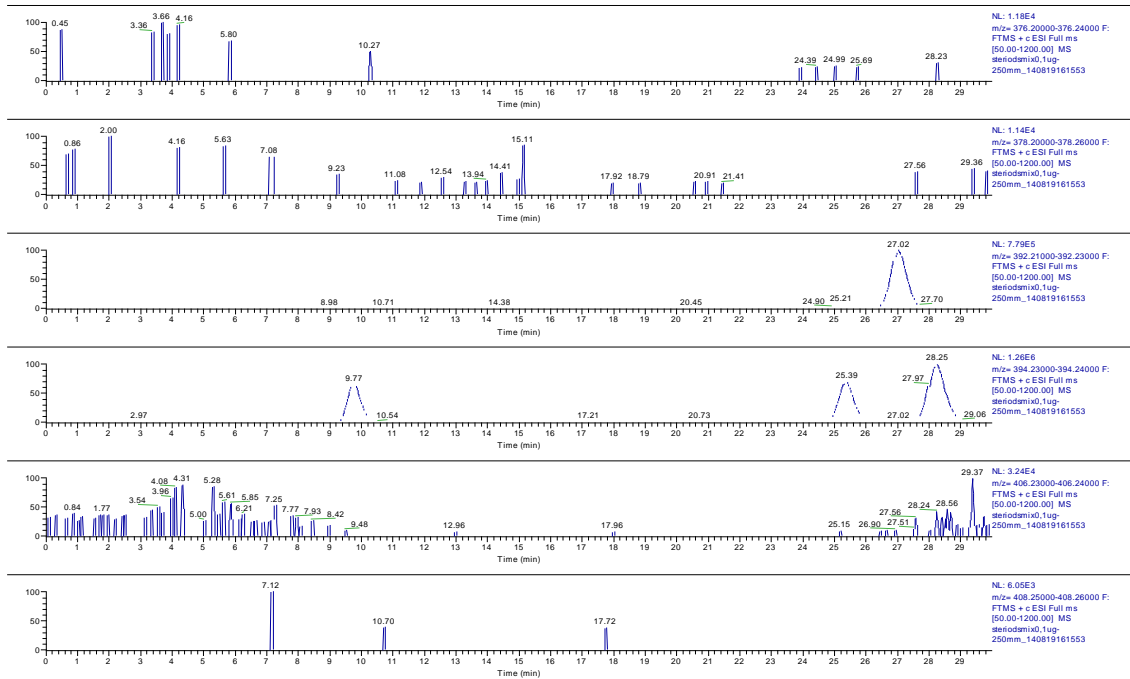 NL: 1.18E4
m/z= 376.20000-376.24000 F:
FTMS + c ESI Full ms
[50.00-1200.00] MS
steriodsmix0,1ug-
250mm_140819161553
100
50
0
0.45
3.36
3.66
4.16
5.80
10.27
24.39
24.99
25.69
28.23
0 1 2 3 4 5 6 7 8 9 10 11 12 13 14 15 16 17 18 19 20 21 22 23 24 25 26 27 28 29
Time (min)
NL: 1.14E4
m/z= 378.20000-378.26000 F:
FTMS + c ESI Full ms
[50.00-1200.00] MS
steriodsmix0,1ug-
250mm_140819161553
100
50
0
0.86
2.00
4.16
5.63
7.08
9.23
11.08
12.54
13.94
14.41
15.11
17.92
18.79
20.91
21.41
27.56
29.36
0 1 2 3 4 5 6 7 8 9 10 11 12 13 14 15 16 17 18 19 20 21 22 23 24 25 26 27 28 29
Time (min)
NL: 7.79E5
m/z= 392.21000-392.23000 F:
FTMS + c ESI Full ms
[50.00-1200.00] MS
steriodsmix0,1ug-
250mm_140819161553
100
50
0
8.98
10.71
14.38
20.45
24.90
25.21
27.02
27.70
0 1 2 3 4 5 6 7 8 9 10 11 12 13 14 15 16 17 18 19 20 21 22 23 24 25 26 27 28 29
Time (min)
NL: 1.26E6
m/z= 394.23000-394.24000 F:
FTMS + c ESI Full ms
[50.00-1200.00] MS
steriodsmix0,1ug-
250mm_140819161553
100
50
0
2.97
9.77
10.54
17.21
20.73
25.39
27.02
27.97
28.25
29.06
0 1 2 3 4 5 6 7 8 9 10 11 12 13 14 15 16 17 18 19 20 21 22 23 24 25 26 27 28 29
Time (min)
NL: 3.24E4
m/z= 406.23000-406.24000 F:
FTMS + c ESI Full ms
[50.00-1200.00] MS
steriodsmix0,1ug-
250mm_140819161553
100
50
0
0.84
1.77
3.54
3.96
4.08
4.31
5.00
5.28
5.61
5.85
6.21
7.25
7.77
7.93
8.42
9.48
12.96
17.96
25.15
26.90
27.51
27.56
28.24
28.56
29.37
0 1 2 3 4 5 6 7 8 9 10 11 12 13 14 15 16 17 18 19 20 21 22 23 24 25 26 27 28 29
Time (min)
NL: 6.05E3
m/z= 408.25000-408.26000 F:
FTMS + c ESI Full ms
[50.00-1200.00] MS
steriodsmix0,1ug-
250mm_140819161553
100
50
0
7.12
10.70
17.72
0 1 2 3 4 5 6 7 8 9 10 11 12 13 14 15 16 17 18 19 20 21 22 23 24 25 26 27 28 29
Time (min)